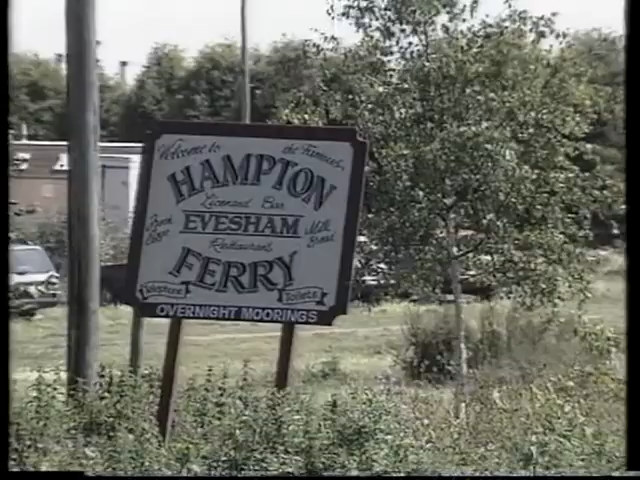 Welcome to the Famous
HAMPTON
Licensed Bar
EVESHAM
Restaurant
FERRY
Telephone Toilets
OVERNIGHT MOORINGS